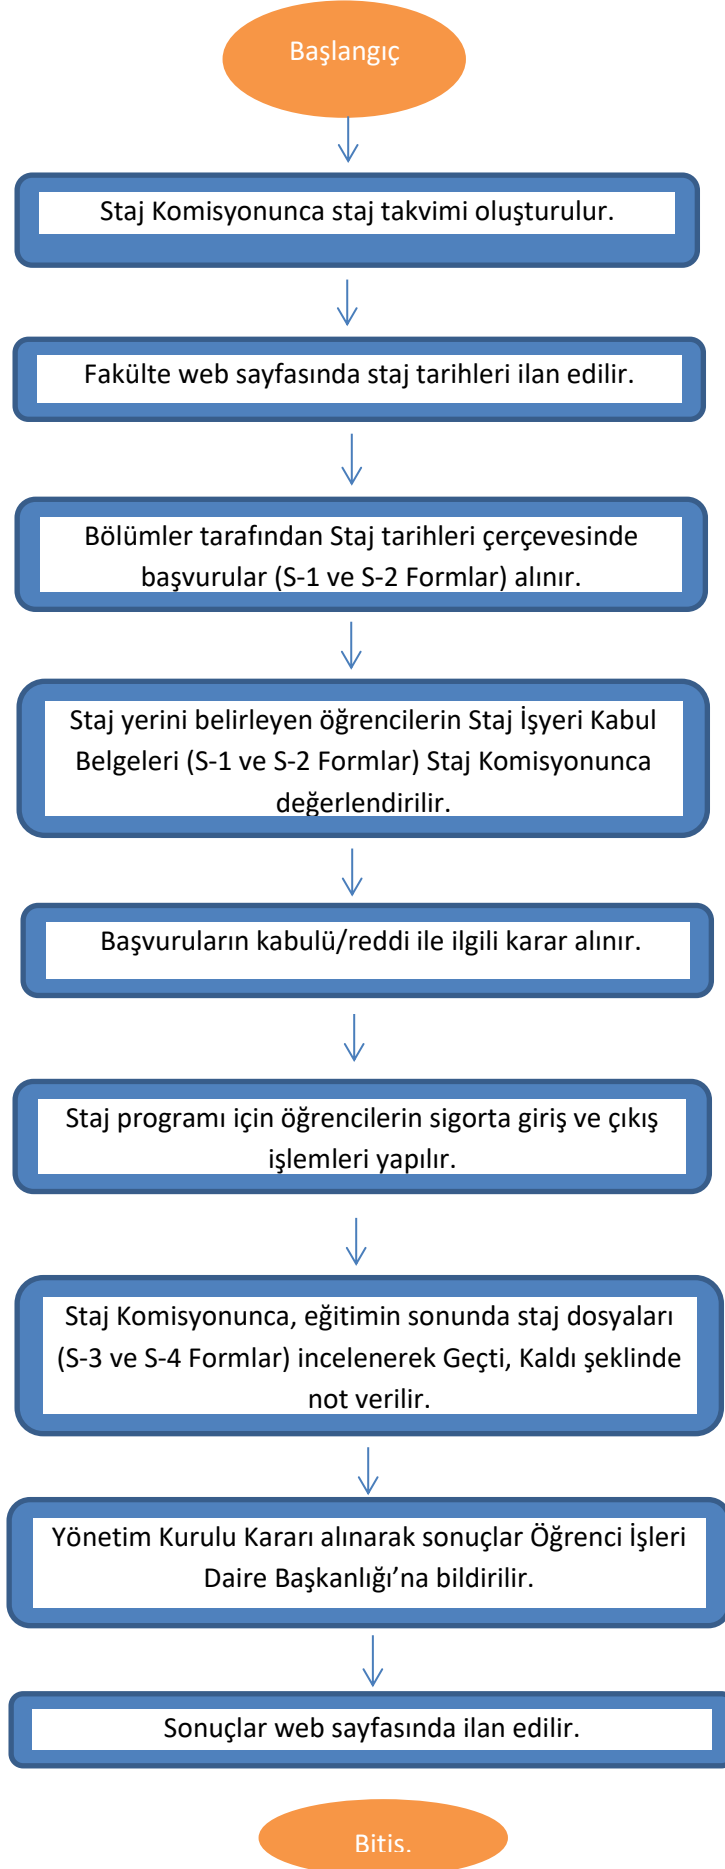 Başlangıç
Staj Komisyonunca staj takvimi oluşturulur.
Fakülte web sayfasında staj tarihleri ilan edilir.
Bölümler tarafından Staj tarihleri çerçevesinde
başvurular (S-1 ve S-2 Formlar) alınır.
Staj yerini belirleyen öğrencilerin Staj İşyeri Kabul
Belgeleri (S-1 ve S-2 Formlar) Staj Komisyonunca
değerlendirilir.
Başvuruların kabulü/reddi ile ilgili karar alınır.
Staj programı için öğrencilerin sigorta giriş ve çıkış
işlemleri yapılır.
Staj Komisyonunca, eğitimin sonunda staj dosyaları
(S-3 ve S-4 Formlar) incelenerek Geçti, Kaldı şeklinde
not verilir.
Yönetim Kurulu Kararı alınarak sonuçlar Öğrenci İşleri
Daire Başkanlığı’na bildirilir.
Sonuçlar web sayfasında ilan edilir.
Bitiş.